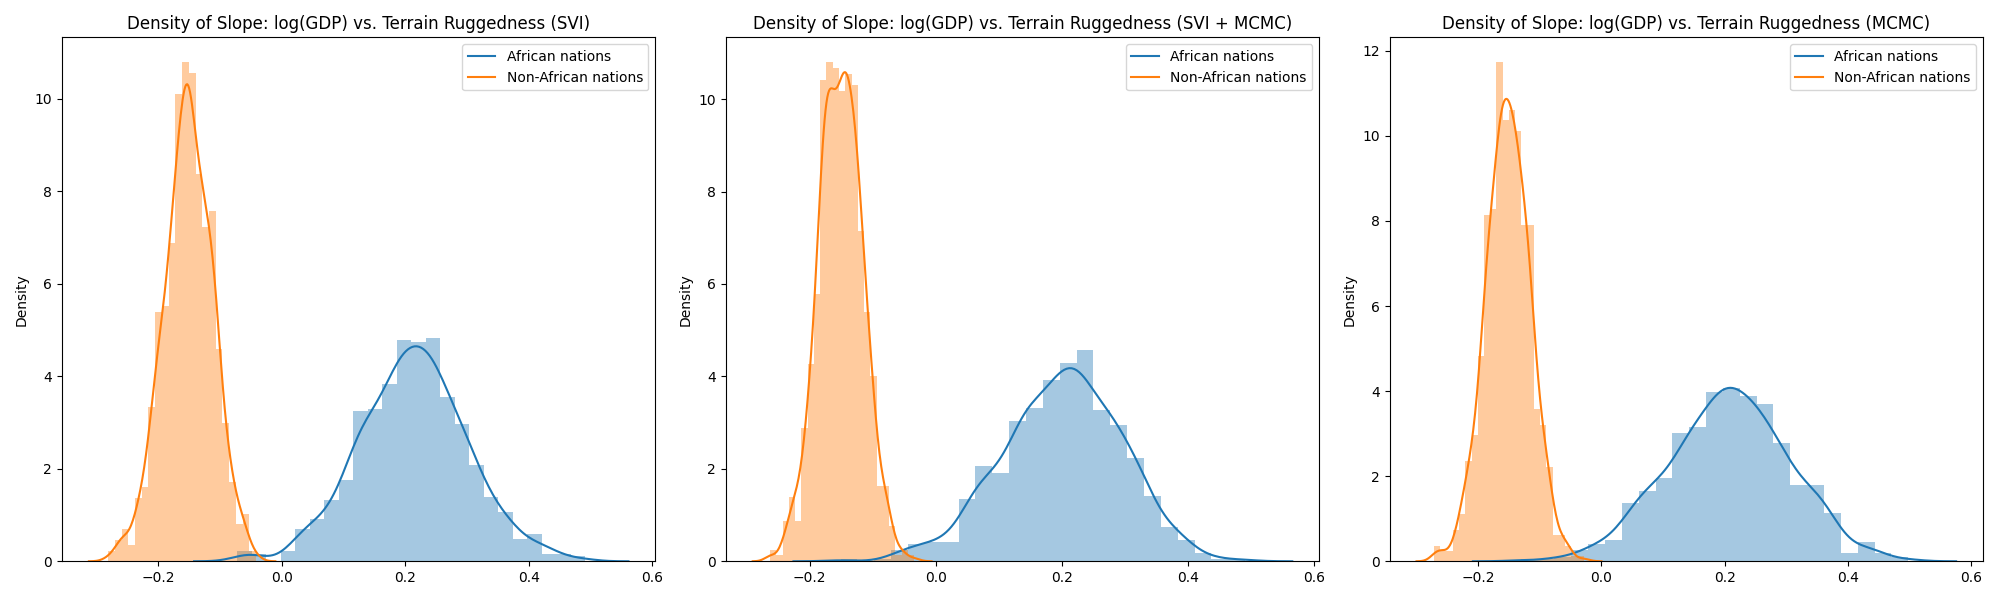 Density of Slope: log(GDP) vs. Terrain Ruggedness (SVI)
African nations
Non-African nations
Density
10
8
6
4
2
0
−0.2
0.0
0.2
0.4
0.6
Density of Slope: log(GDP) vs. Terrain Ruggedness (SVI + MCMC)
African nations
Non-African nations
Density
10
8
6
4
2
0
−0.2
0.0
0.2
0.4
0.6
Density of Slope: log(GDP) vs. Terrain Ruggedness (MCMC)
African nations
Non-African nations
Density
12
10
8
6
4
2
0
−0.2
0.0
0.2
0.4
0.6